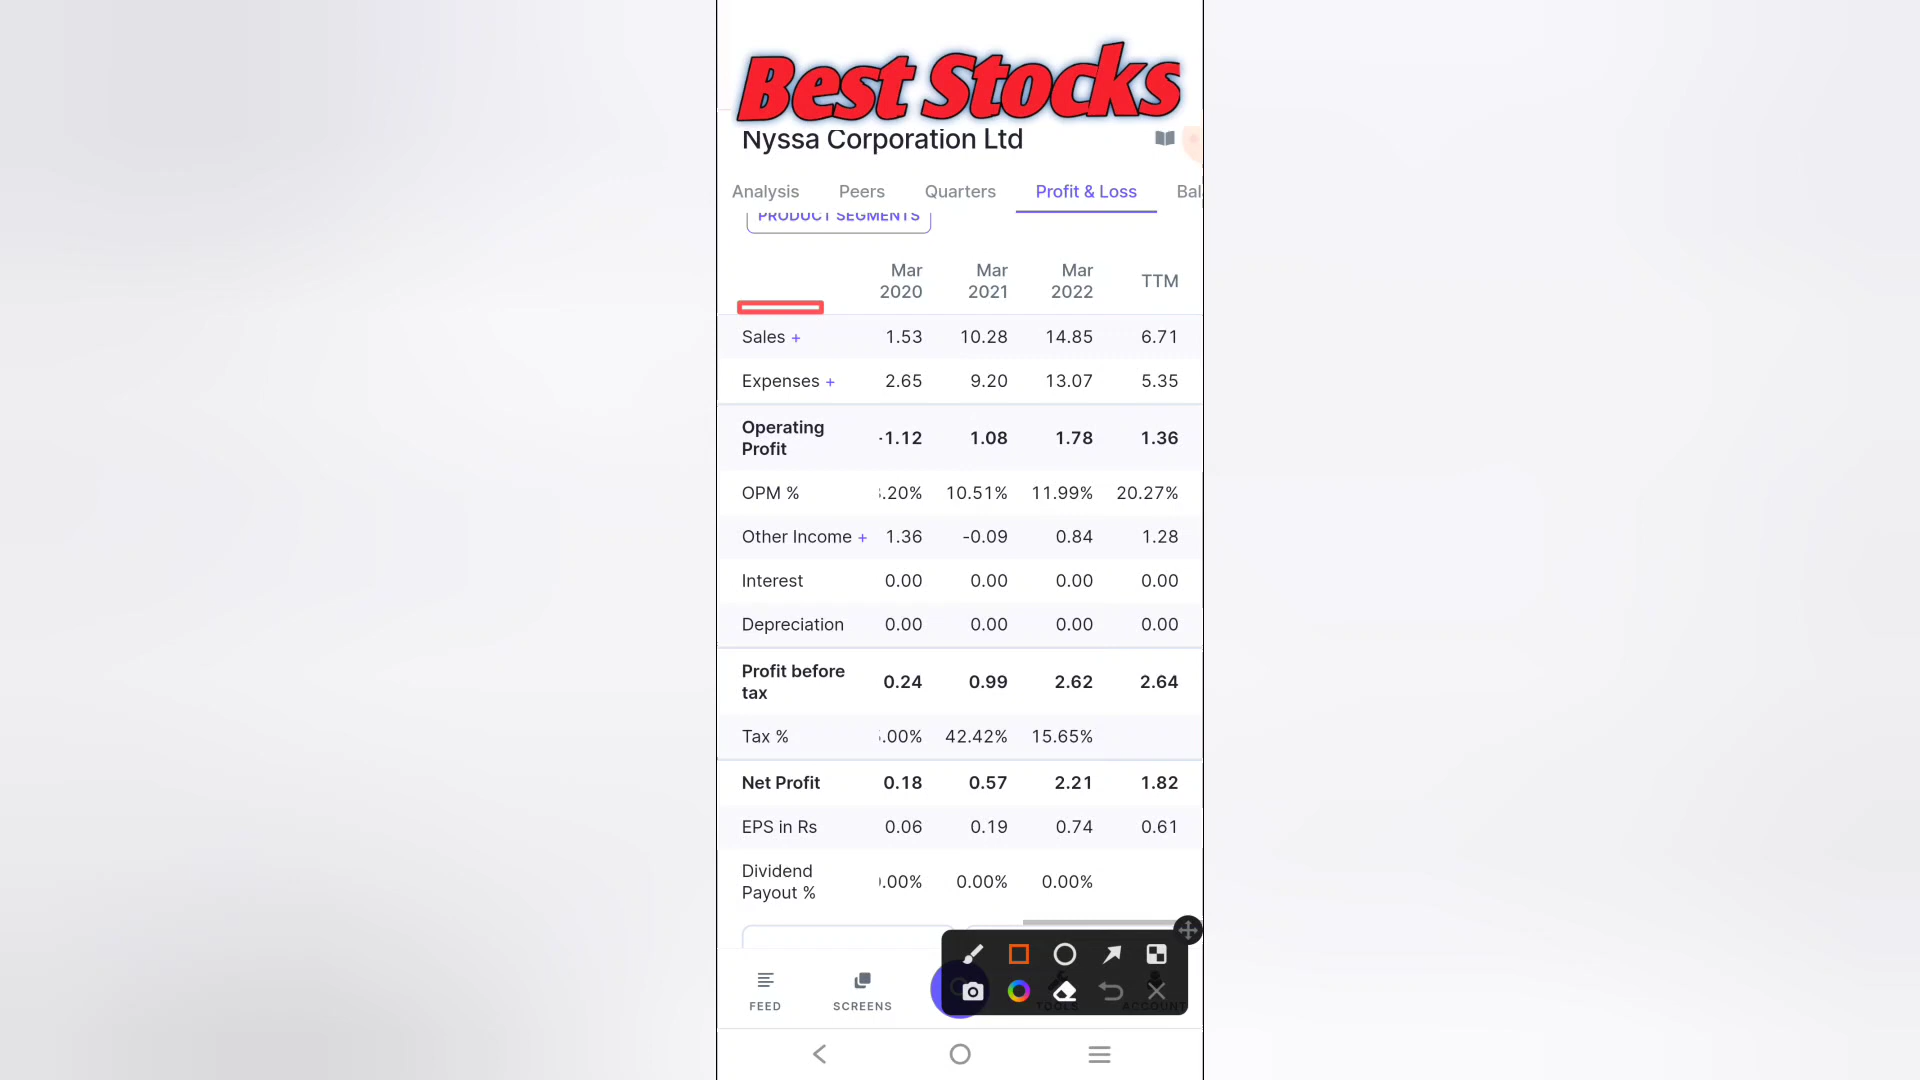 Best Stocks
Nyssa Corporation Ltd
Analysis Peers Quarters Profit & Loss Bal
PRODUCT SEGMENTS
Mar 2020 Mar 2021 Mar 2022 TTM
Sales + 1.53 10.28 14.85 6.71
Expenses + 2.65 9.20 13.07 5.35
Operating Profit -1.12 1.08 1.78 1.36
OPM % .20% 10.51% 11.99% 20.27%
Other Income + 1.36 -0.09 0.84 1.28
Interest 0.00 0.00 0.00 0.00
Depreciation 0.00 0.00 0.00 0.00
Profit before tax 0.24 0.99 2.62 2.64
Tax % .00% 42.42% 15.65%
Net Profit 0.18 0.57 2.21 1.82
EPS in Rs 0.06 0.19 0.74 0.61
Dividend Payout % .00% 0.00% 0.00%
FEED SCREENS TOOLS ACCOUNT